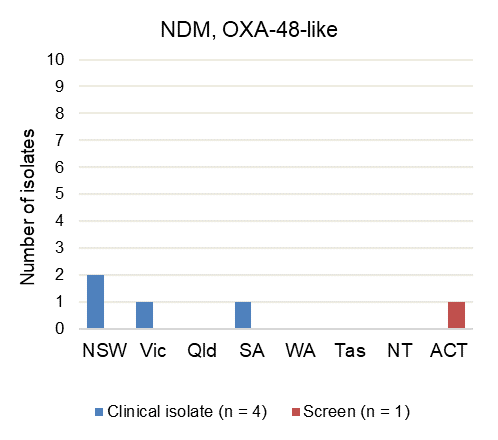 NDM, OXA-48-like
10
9
8
7
6
5
4
3
2
1
0
Number of isolates
NSW Vic Qld SA WA Tas NT ACT
Clinical isolate (n = 4) Screen (n = 1)